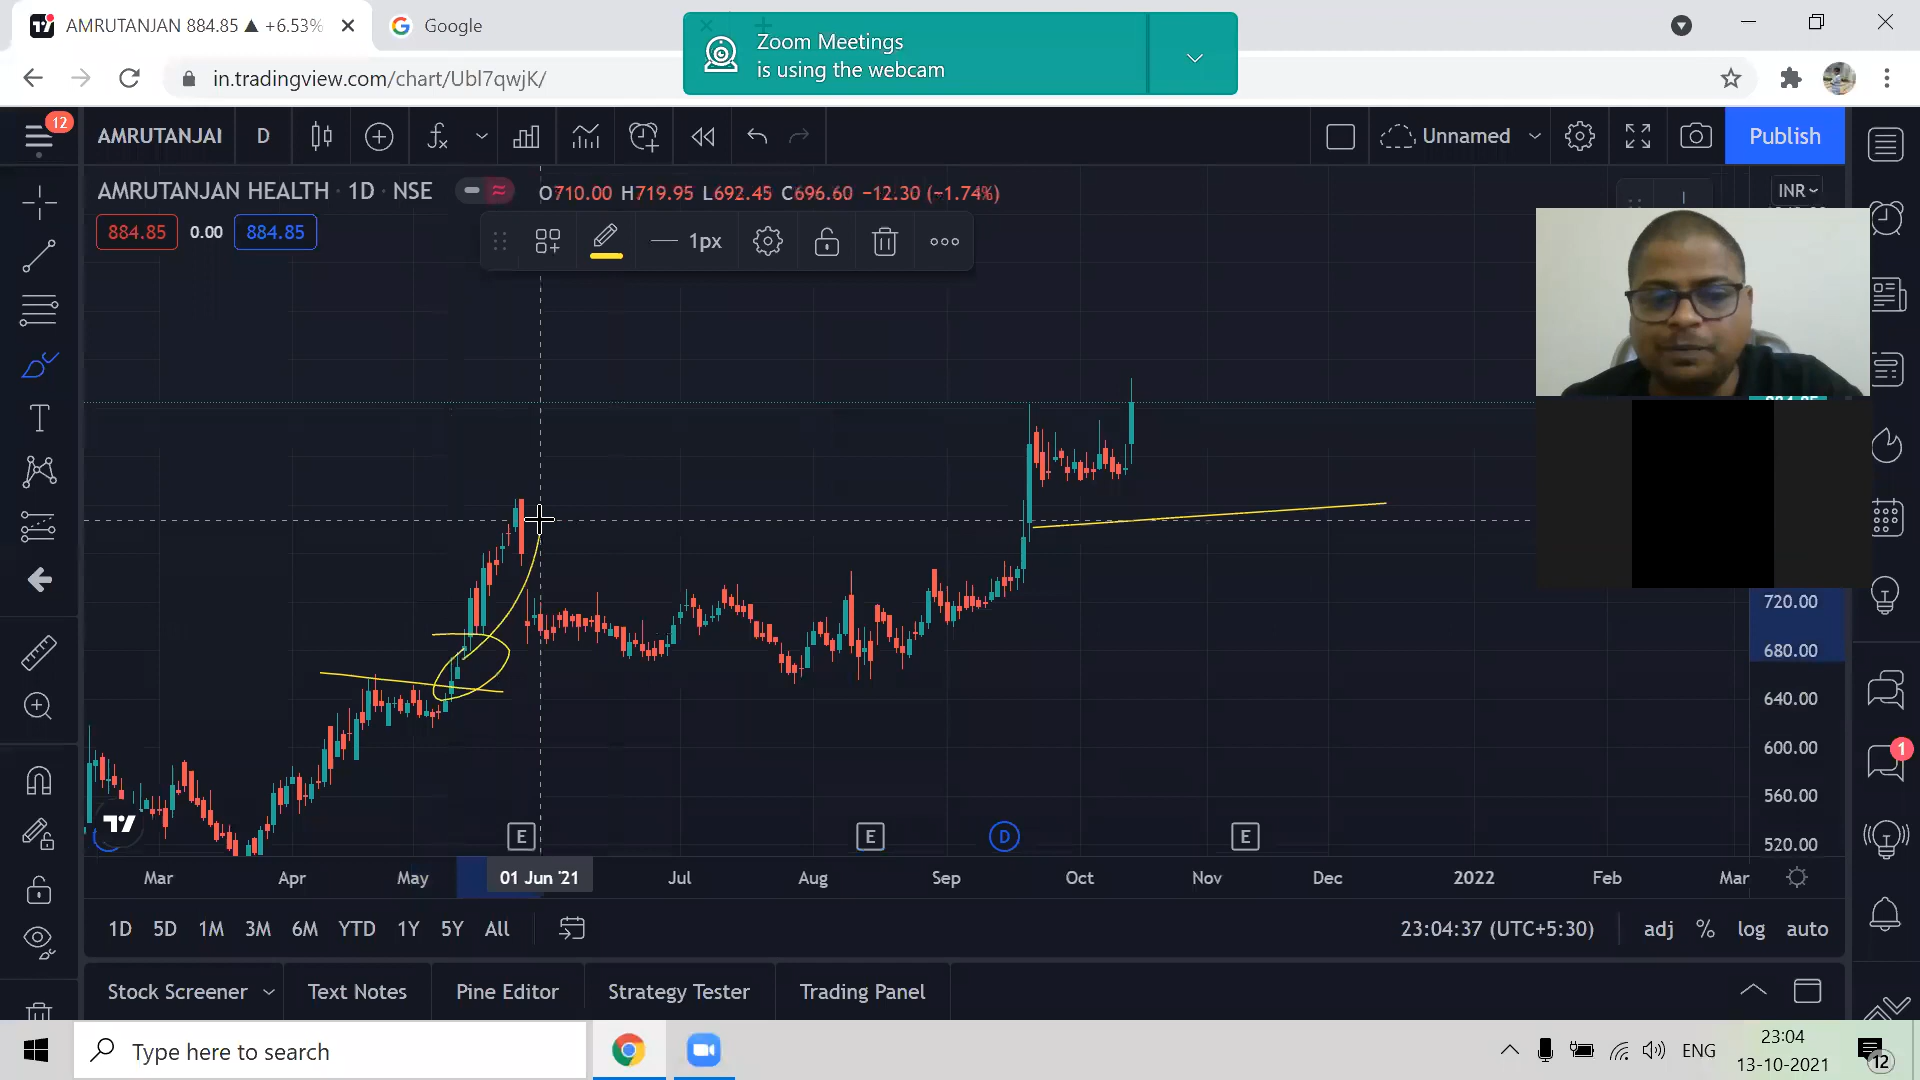 AMRUTANJAN 884.85 ▲ +6.53%
Google
Zoom Meetings
is using the webcam
in.tradingview.com/chart/Ubl7qwjK/
12
AMRUTANJAI
D
Unnamed
Publish
AMRUTANJAN HEALTH · 1D · NSE
O710.00 H719.95 L692.45 C696.60 −12.30 (−1.74%)
INR
884.85
0.00
884.85
1px
720.00
680.00
640.00
600.00
560.00
520.00
1
E
E
D
E
Mar
Apr
May
01 Jun '21
Jul
Aug
Sep
Oct
Nov
Dec
2022
Feb
Mar
1D 5D 1M 3M 6M YTD 1Y 5Y All
23:04:37 (UTC+5:30)
adj % log auto
Stock Screener
Text Notes
Pine Editor
Strategy Tester
Trading Panel
Type here to search
ENG
23:04
13-10-2021
12